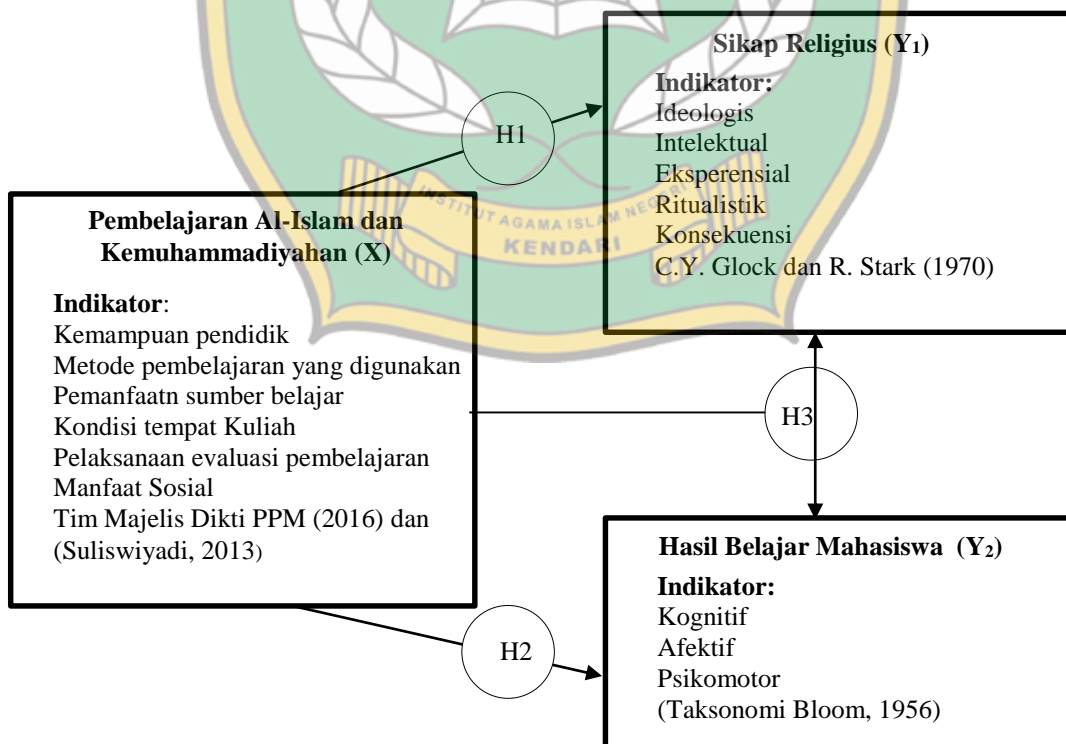 Sikap Religius (Y₁)
Indikator:
Ideologis
Intelektual
Eksperensial
Ritualistik
Konsekuensi
C.Y. Glock dan R. Stark (1970)
H1
INSTITUT AGAMA ISLAM NEGERI
KENDARI
Pembelajaran Al-Islam dan
Kemuhammadiyahan (X)
Indikator:
Kemampuan pendidik
Metode pembelajaran yang digunakan
Pemanfaatn sumber belajar
Kondisi tempat Kuliah
Pelaksanaan evaluasi pembelajaran
Manfaat Sosial
Tim Majelis Dikti PPM (2016) dan
(Suliswiyadi, 2013)
H3
H2
Hasil Belajar Mahasiswa (Y₂)
Indikator:
Kognitif
Afektif
Psikomotor
(Taksonomi Bloom, 1956)